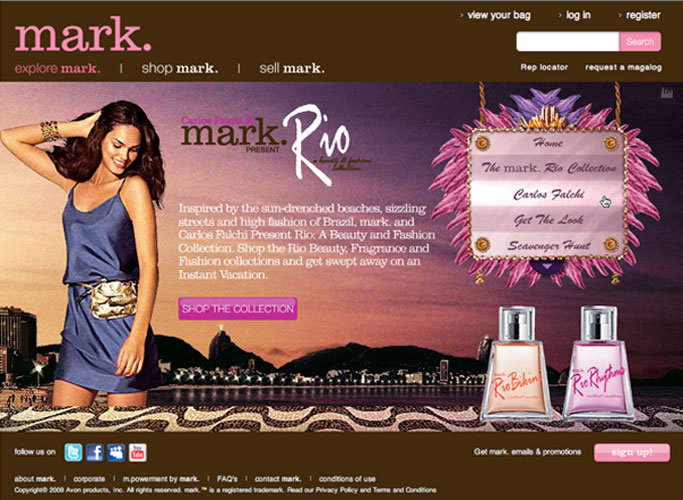 › view your bag › log in › register
mark.
Search
explore mark. | shop mark. | sell mark.
Rep locator request a magalog
Carlos Falchi &
mark. Rio
PRESENT
a beauty & fashion
collection
Home
The mark. Rio Collection
Carlos Falchi
Get The Look
Scavenger Hunt
Inspired by the sun-drenched beaches, sizzling
streets and high fashion of Brazil, mark. and
Carlos Falchi Present Rio: A Beauty and Fashion
Collection. Shop the Rio Beauty, Fragrance and
Fashion collections and get swept away on an
Instant Vacation.
SHOP THE COLLECTION
mark. mark.
Rio Bikini Rio Rhythms
follow us on You Tube Get mark. emails & promotions sign up!
about mark. | corporate | m.powerment by mark. | FAQ's | contact mark. | conditions of use
Copyright© 2009 Avon products, Inc. All rights reserved. mark.™ is a registered trademark. Read our Privacy Policy and Terms and Conditions